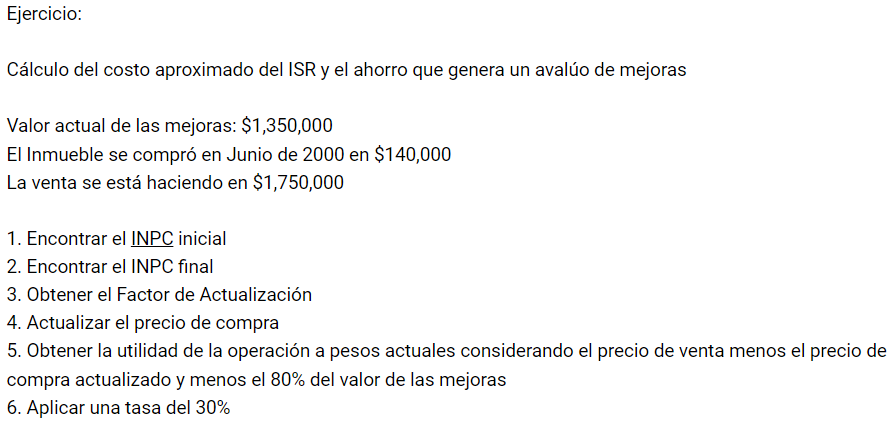 Ejercicio:
Cálculo del costo aproximado del ISR y el ahorro que genera un avalúo de mejoras
Valor actual de las mejoras: $1,350,000
El Inmueble se compró en Junio de 2000 en $140,000
La venta se está haciendo en $1,750,000
1. Encontrar el INPC inicial
2. Encontrar el INPC final
3. Obtener el Factor de Actualización
4. Actualizar el precio de compra
5. Obtener la utilidad de la operación a pesos actuales considerando el precio de venta menos el precio de
compra actualizado y menos el 80% del valor de las mejoras
6. Aplicar una tasa del 30%